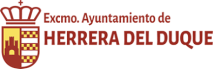 Excmo. Ayuntamiento de
HERRERA DEL DUQUE